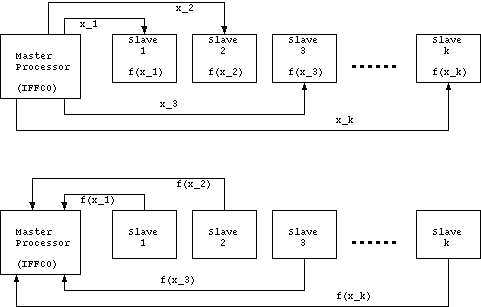 x_2
x_1
Master
Processor
(IFFCO)
Slave
1
f(x_1)
Slave
2
f(x_2)
Slave
3
f(x_3)
Slave
k
f(x_k)
x_3
x_k
f(x_2)
f(x_1)
Master
Processor
(IFFCO)
Slave
1
Slave
2
Slave
3
Slave
k
f(x_3)
f(x_k)